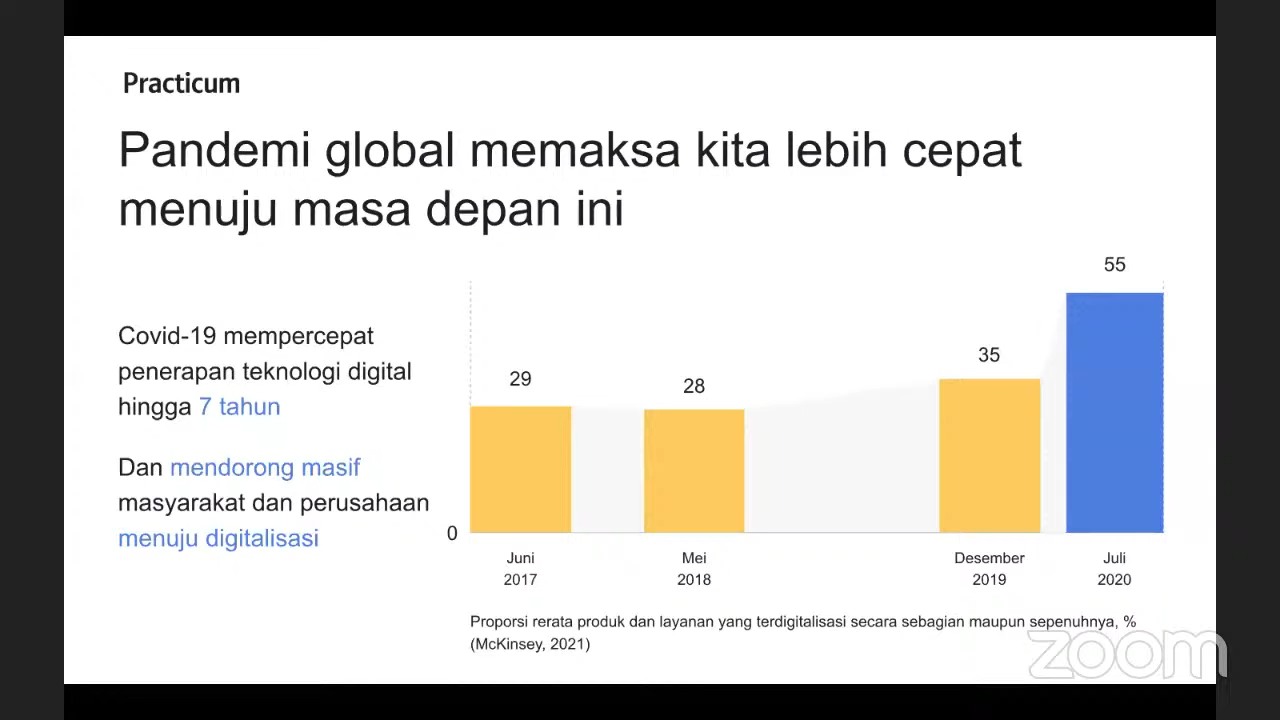 Practicum
Pandemi global memaksa kita lebih cepat
menuju masa depan ini
Covid-19 mempercepat
penerapan teknologi digital
hingga 7 tahun
Dan mendorong masif
masyarakat dan perusahaan
menuju digitalisasi
55
35
29
28
0
Juni
2017
Mei
2018
Desember
2019
Juli
2020
Proporsi rerata produk dan layanan yang terdigitalisasi secara sebagian maupun sepenuhnya, %
(McKinsey, 2021)
zoom